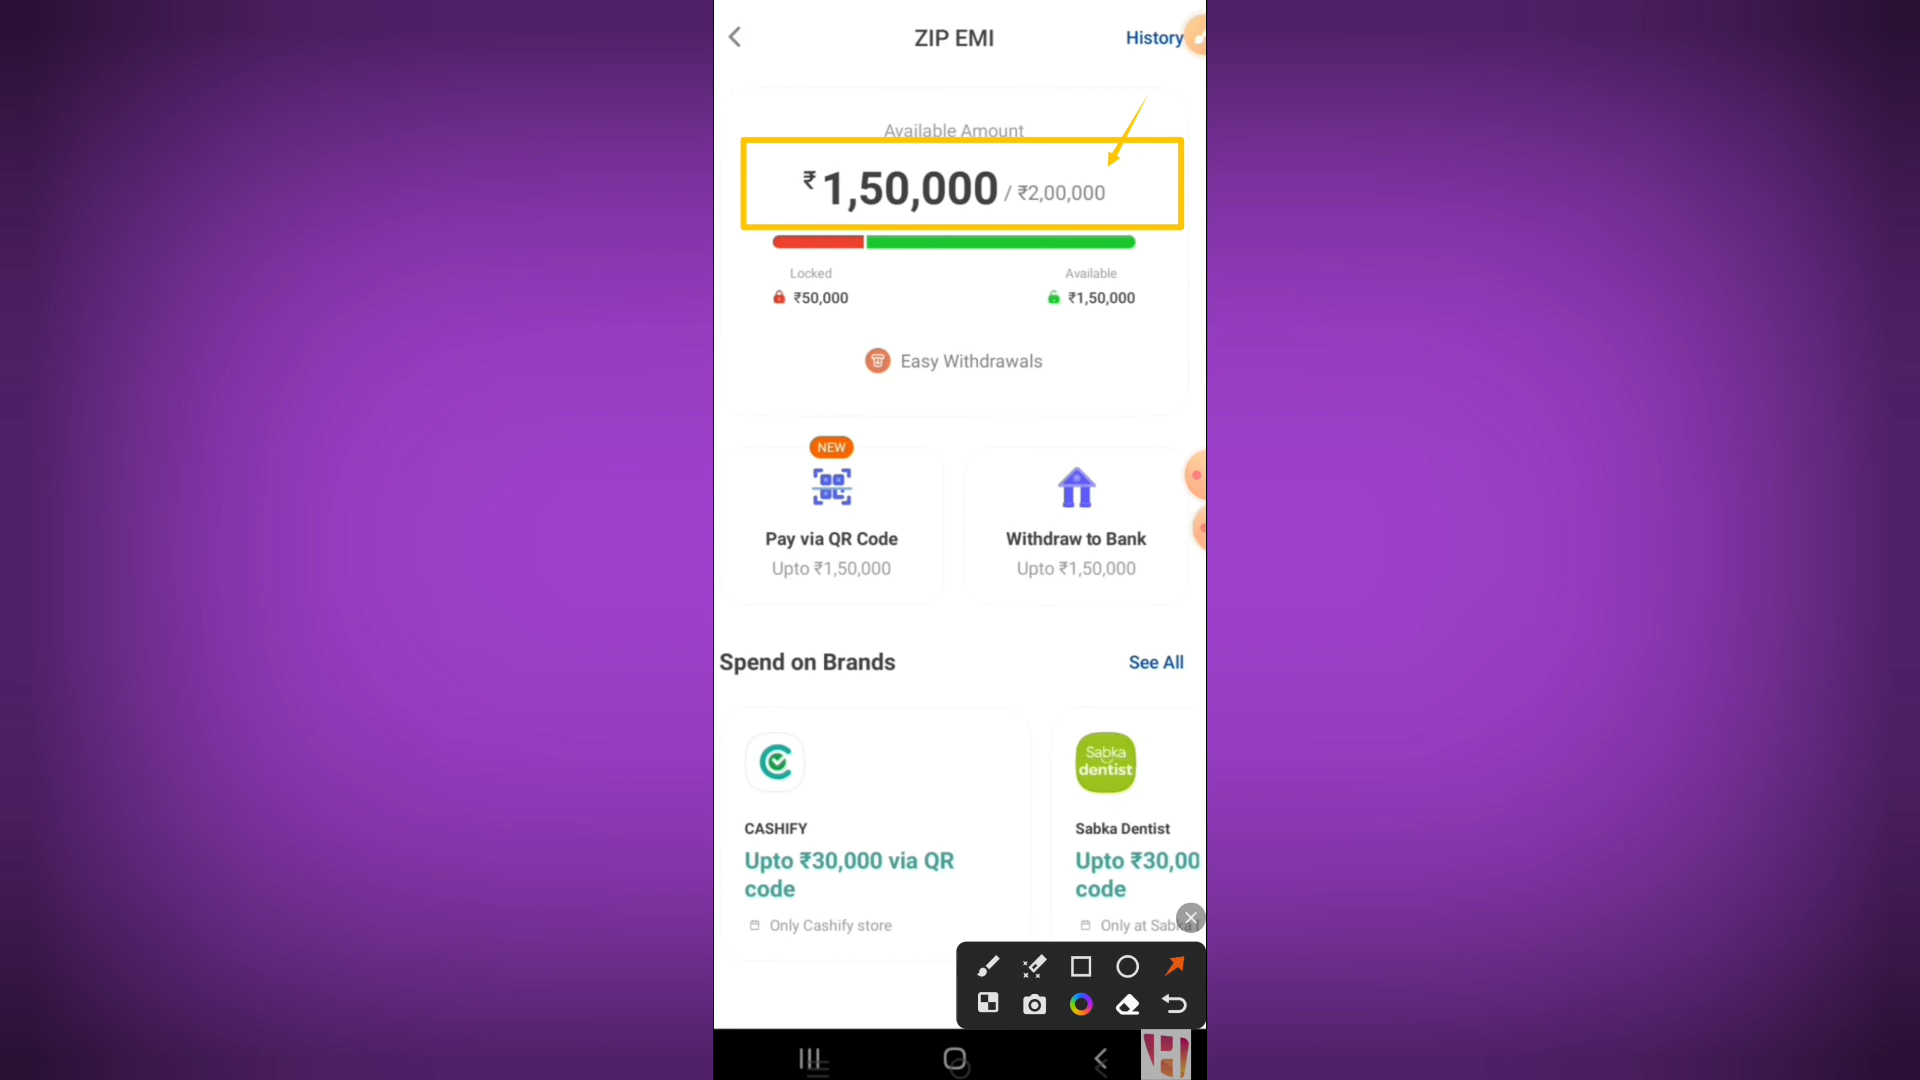 ZIP EMI
History
Available Amount
₹1,50,000 / ₹2,00,000
Locked
Available
₹50,000
₹1,50,000
Easy Withdrawals
NEW
Pay via QR Code
Upto ₹1,50,000
Withdraw to Bank
Upto ₹1,50,000
Spend on Brands
See All
Sabka
dentist
CASHIFY
Upto ₹30,000 via QR
code
Only Cashify store
Sabka Dentist
Upto ₹30,00
code
Only at Sabka